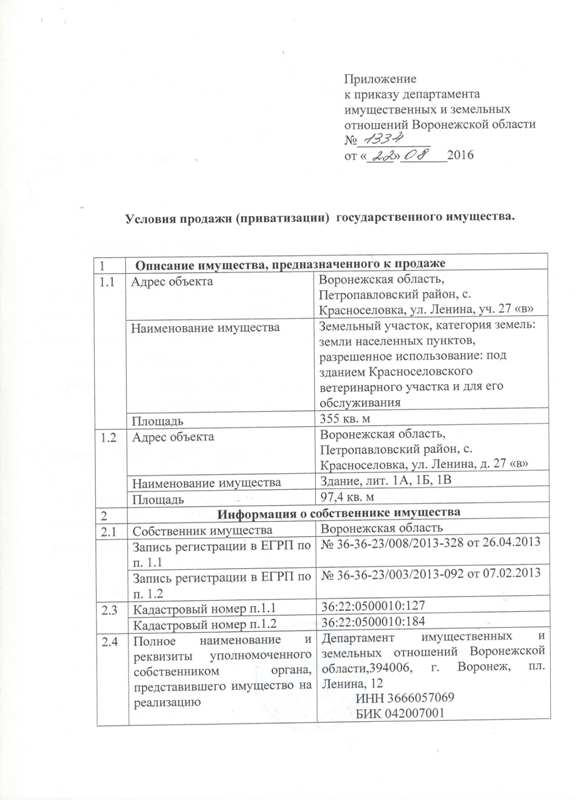 Приложение
к приказу департамента
имущественных и земельных
отношений Воронежской области
№ 1334
от «22» 08 2016
Условия продажи (приватизации) государственного имущества.
1 Описание имущества, предназначенного к продаже
1.1 Адрес объекта Воронежская область,
Петропавловский район, с.
Красноселовка, ул. Ленина, уч. 27 «в»
Наименование имущества Земельный участок, категория земель:
земли населенных пунктов,
разрешенное использование: под
зданием Красноселовского
ветеринарного участка и для его
обслуживания
Площадь 355 кв. м
1.2 Адрес объекта Воронежская область,
Петропавловский район, с.
Красноселовка, ул. Ленина, д. 27 «в»
Наименование имущества Здание, лит. 1А, 1Б, 1В
Площадь 97,4 кв. м
2 Информация о собственнике имущества
2.1 Собственник имущества Воронежская область
Запись регистрации в ЕГРП по № 36-36-23/008/2013-328 от 26.04.2013
п. 1.1
Запись регистрации в ЕГРП по № 36-36-23/003/2013-092 от 07.02.2013
п. 1.2
2.3 Кадастровый номер п.1.1 36:22:0500010:127
Кадастровый номер п.1.2 36:22:0500010:184
2.4 Полное наименование и Департамент имущественных и
реквизиты уполномоченного земельных отношений Воронежской
собственником органа, области,394006, г. Воронеж, пл.
представившего имущество на Ленина, 12
реализацию ИНН 3666057069
БИК 042007001